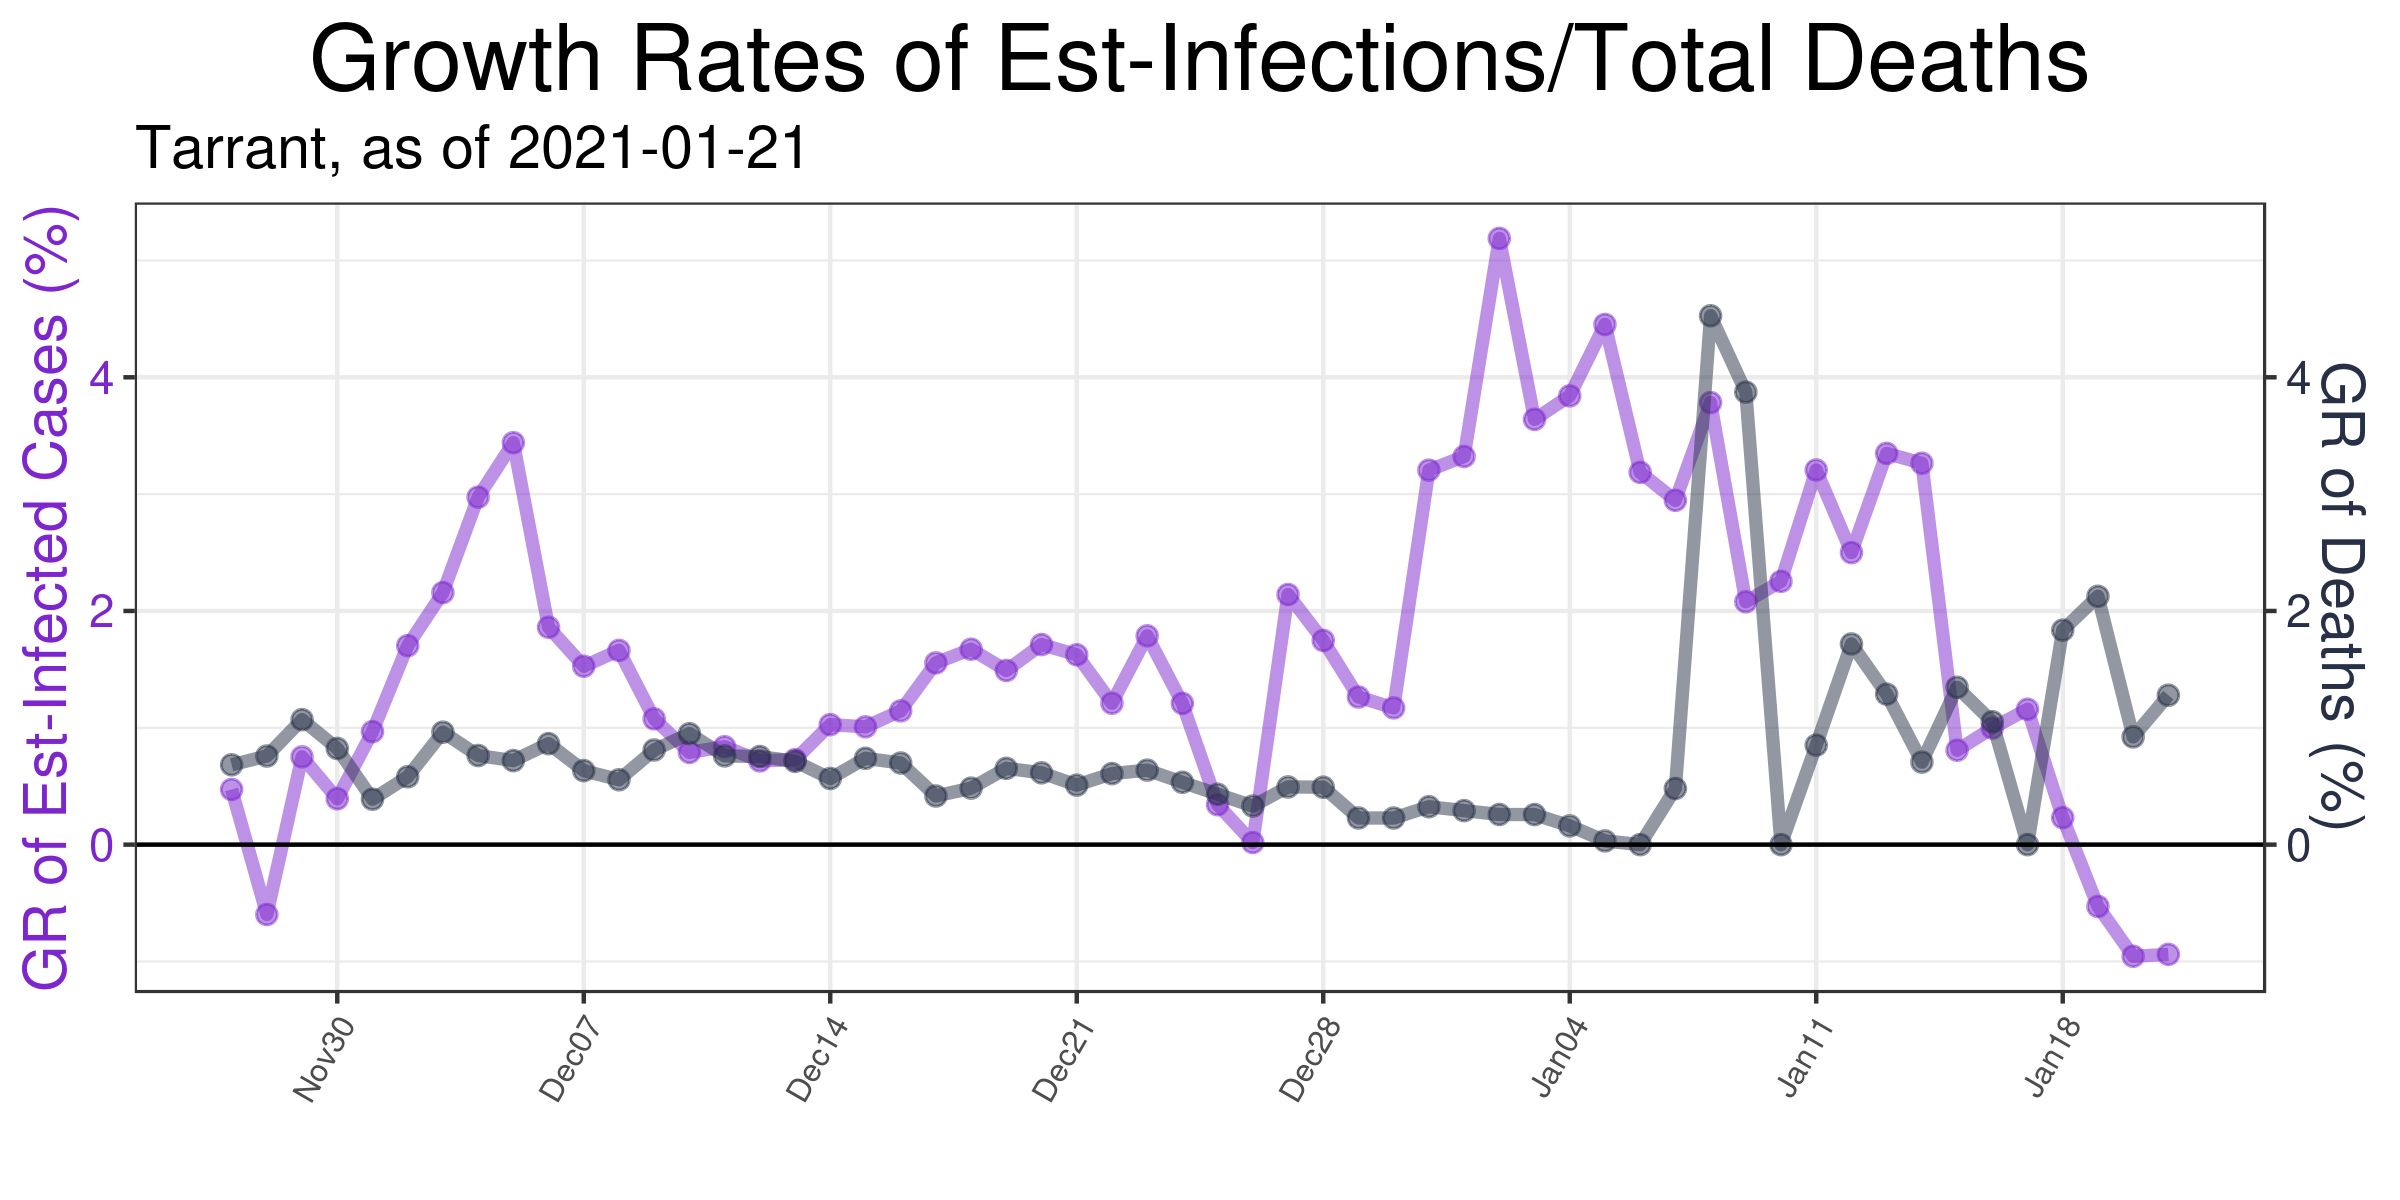 Growth Rates of Est-Infections/Total Deaths
Tarrant, as of 2021-01-21
GR of Est-Infected Cases (%)
4
2
0
4
2
0
GR of Deaths (%)
Nov30
Dec07
Dec14
Dec21
Dec28
Jan04
Jan11
Jan18